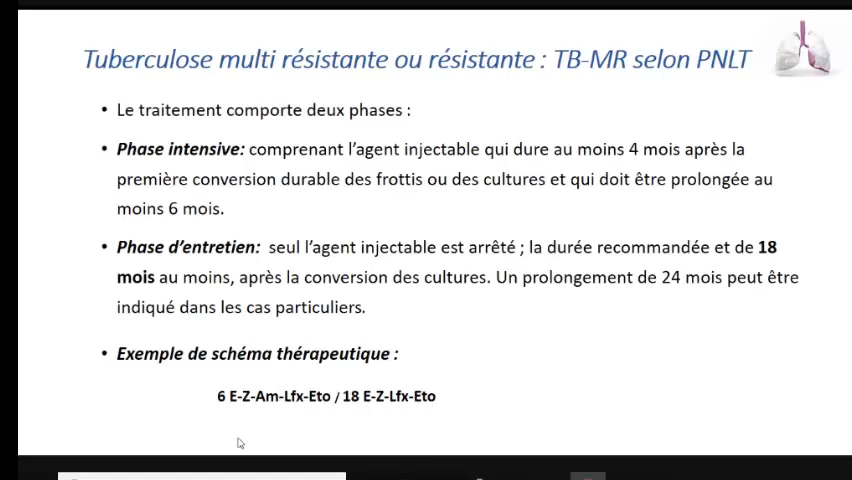 Tuberculose multi résistante ou résistante : TB-MR selon PNLT
• Le traitement comporte deux phases :
• Phase intensive: comprenant l'agent injectable qui dure au moins 4 mois après la
première conversion durable des frottis ou des cultures et qui doit être prolongée au
moins 6 mois.
• Phase d'entretien: seul l'agent injectable est arrêté ; la durée recommandée et de 18
mois au moins, après la conversion des cultures. Un prolongement de 24 mois peut être
indiqué dans les cas particuliers.
• Exemple de schéma thérapeutique :
6 E-Z-Am-Lfx-Eto / 18 E-Z-Lfx-Eto